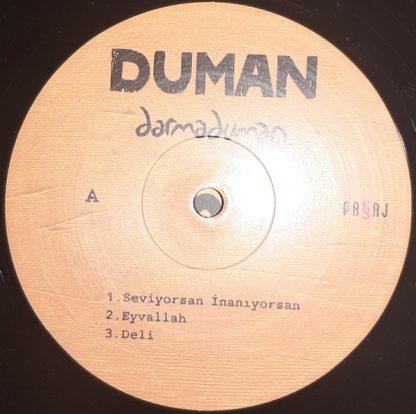 DUMAN
darmaduman
A
PASAJ
1.Seviyorsan İnanıyorsan
2.Eyvallah
3.Deli